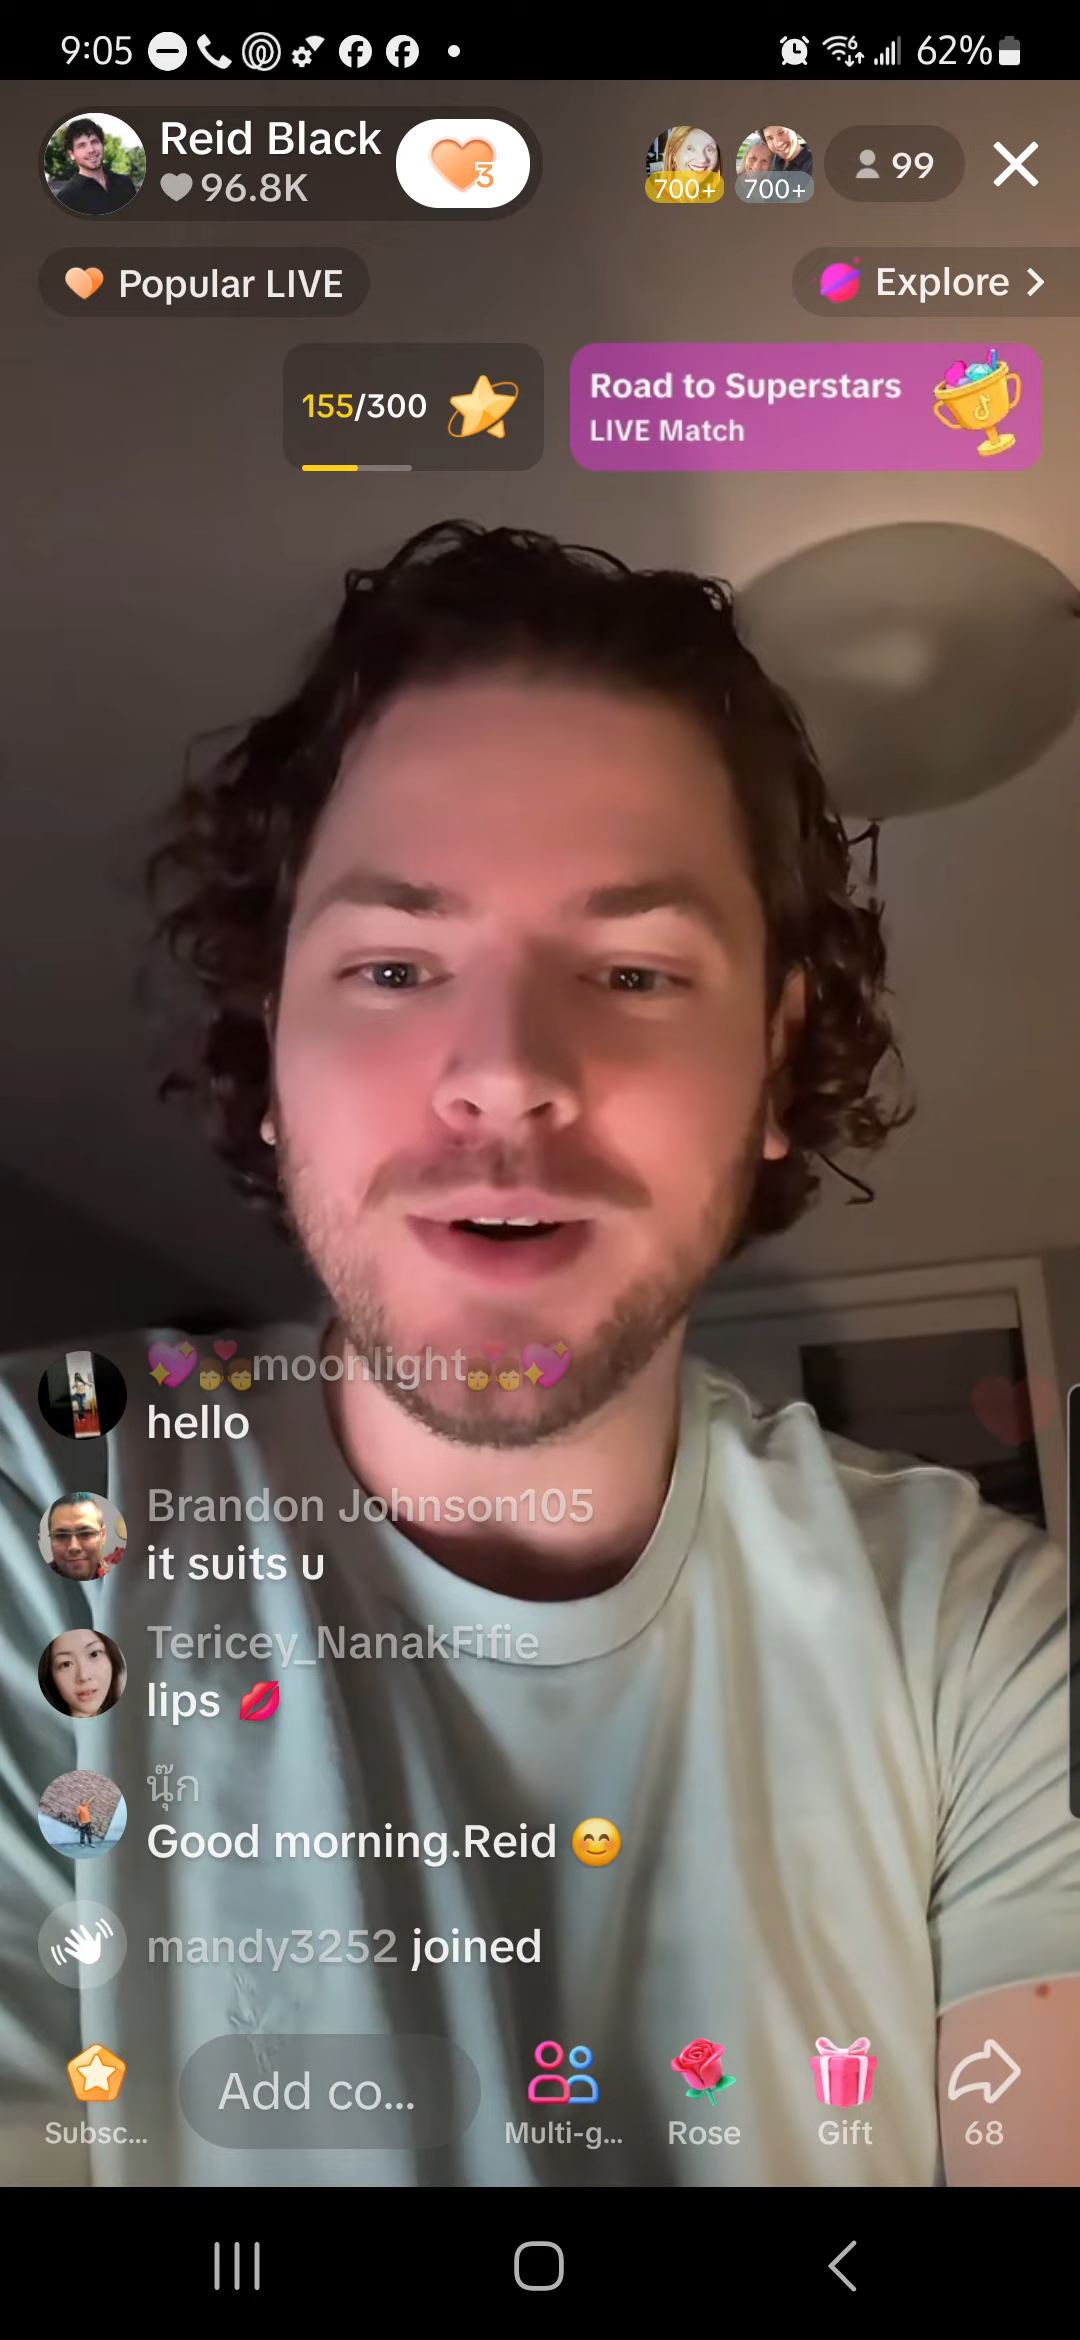 9:05
62%
Reid Black
96.8K
3
700+
700+
99
Popular LIVE
Explore
155/300
Road to Superstars
LIVE Match
💖💏moonlight💏💖
hello
Brandon Johnson105
it suits u
Tericey_NanakFifie
lips 💋
นุ๊ก
Good morning.Reid 😊
mandy3252 joined
Add co...
Subsc...
Multi-g...
Rose
Gift
68